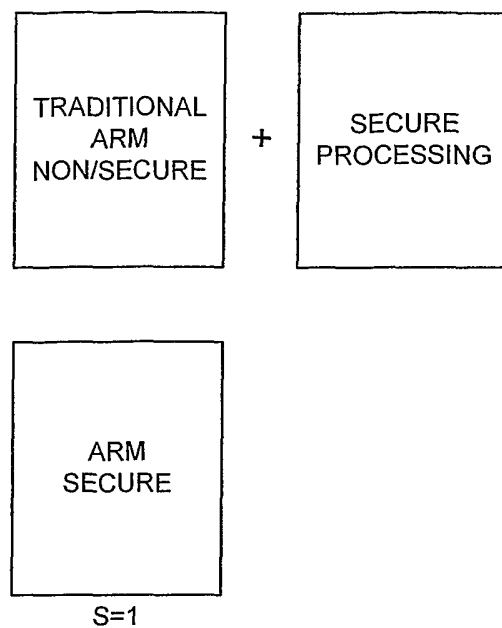 TRADITIONAL
ARM
NON/SECURE
+
SECURE
PROCESSING
ARM
SECURE
S=1